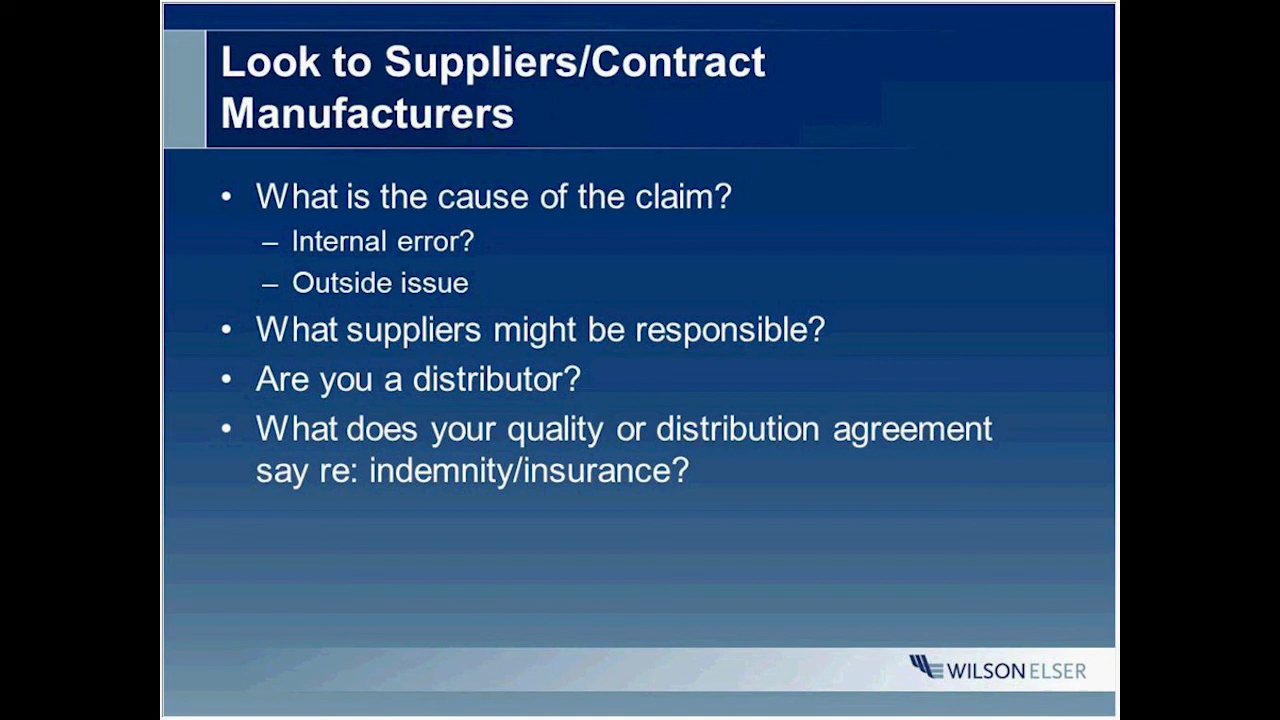 Look to Suppliers/Contract
Manufacturers
• What is the cause of the claim?
– Internal error?
– Outside issue
• What suppliers might be responsible?
• Are you a distributor?
• What does your quality or distribution agreement
say re: indemnity/insurance?
WILSON ELSER